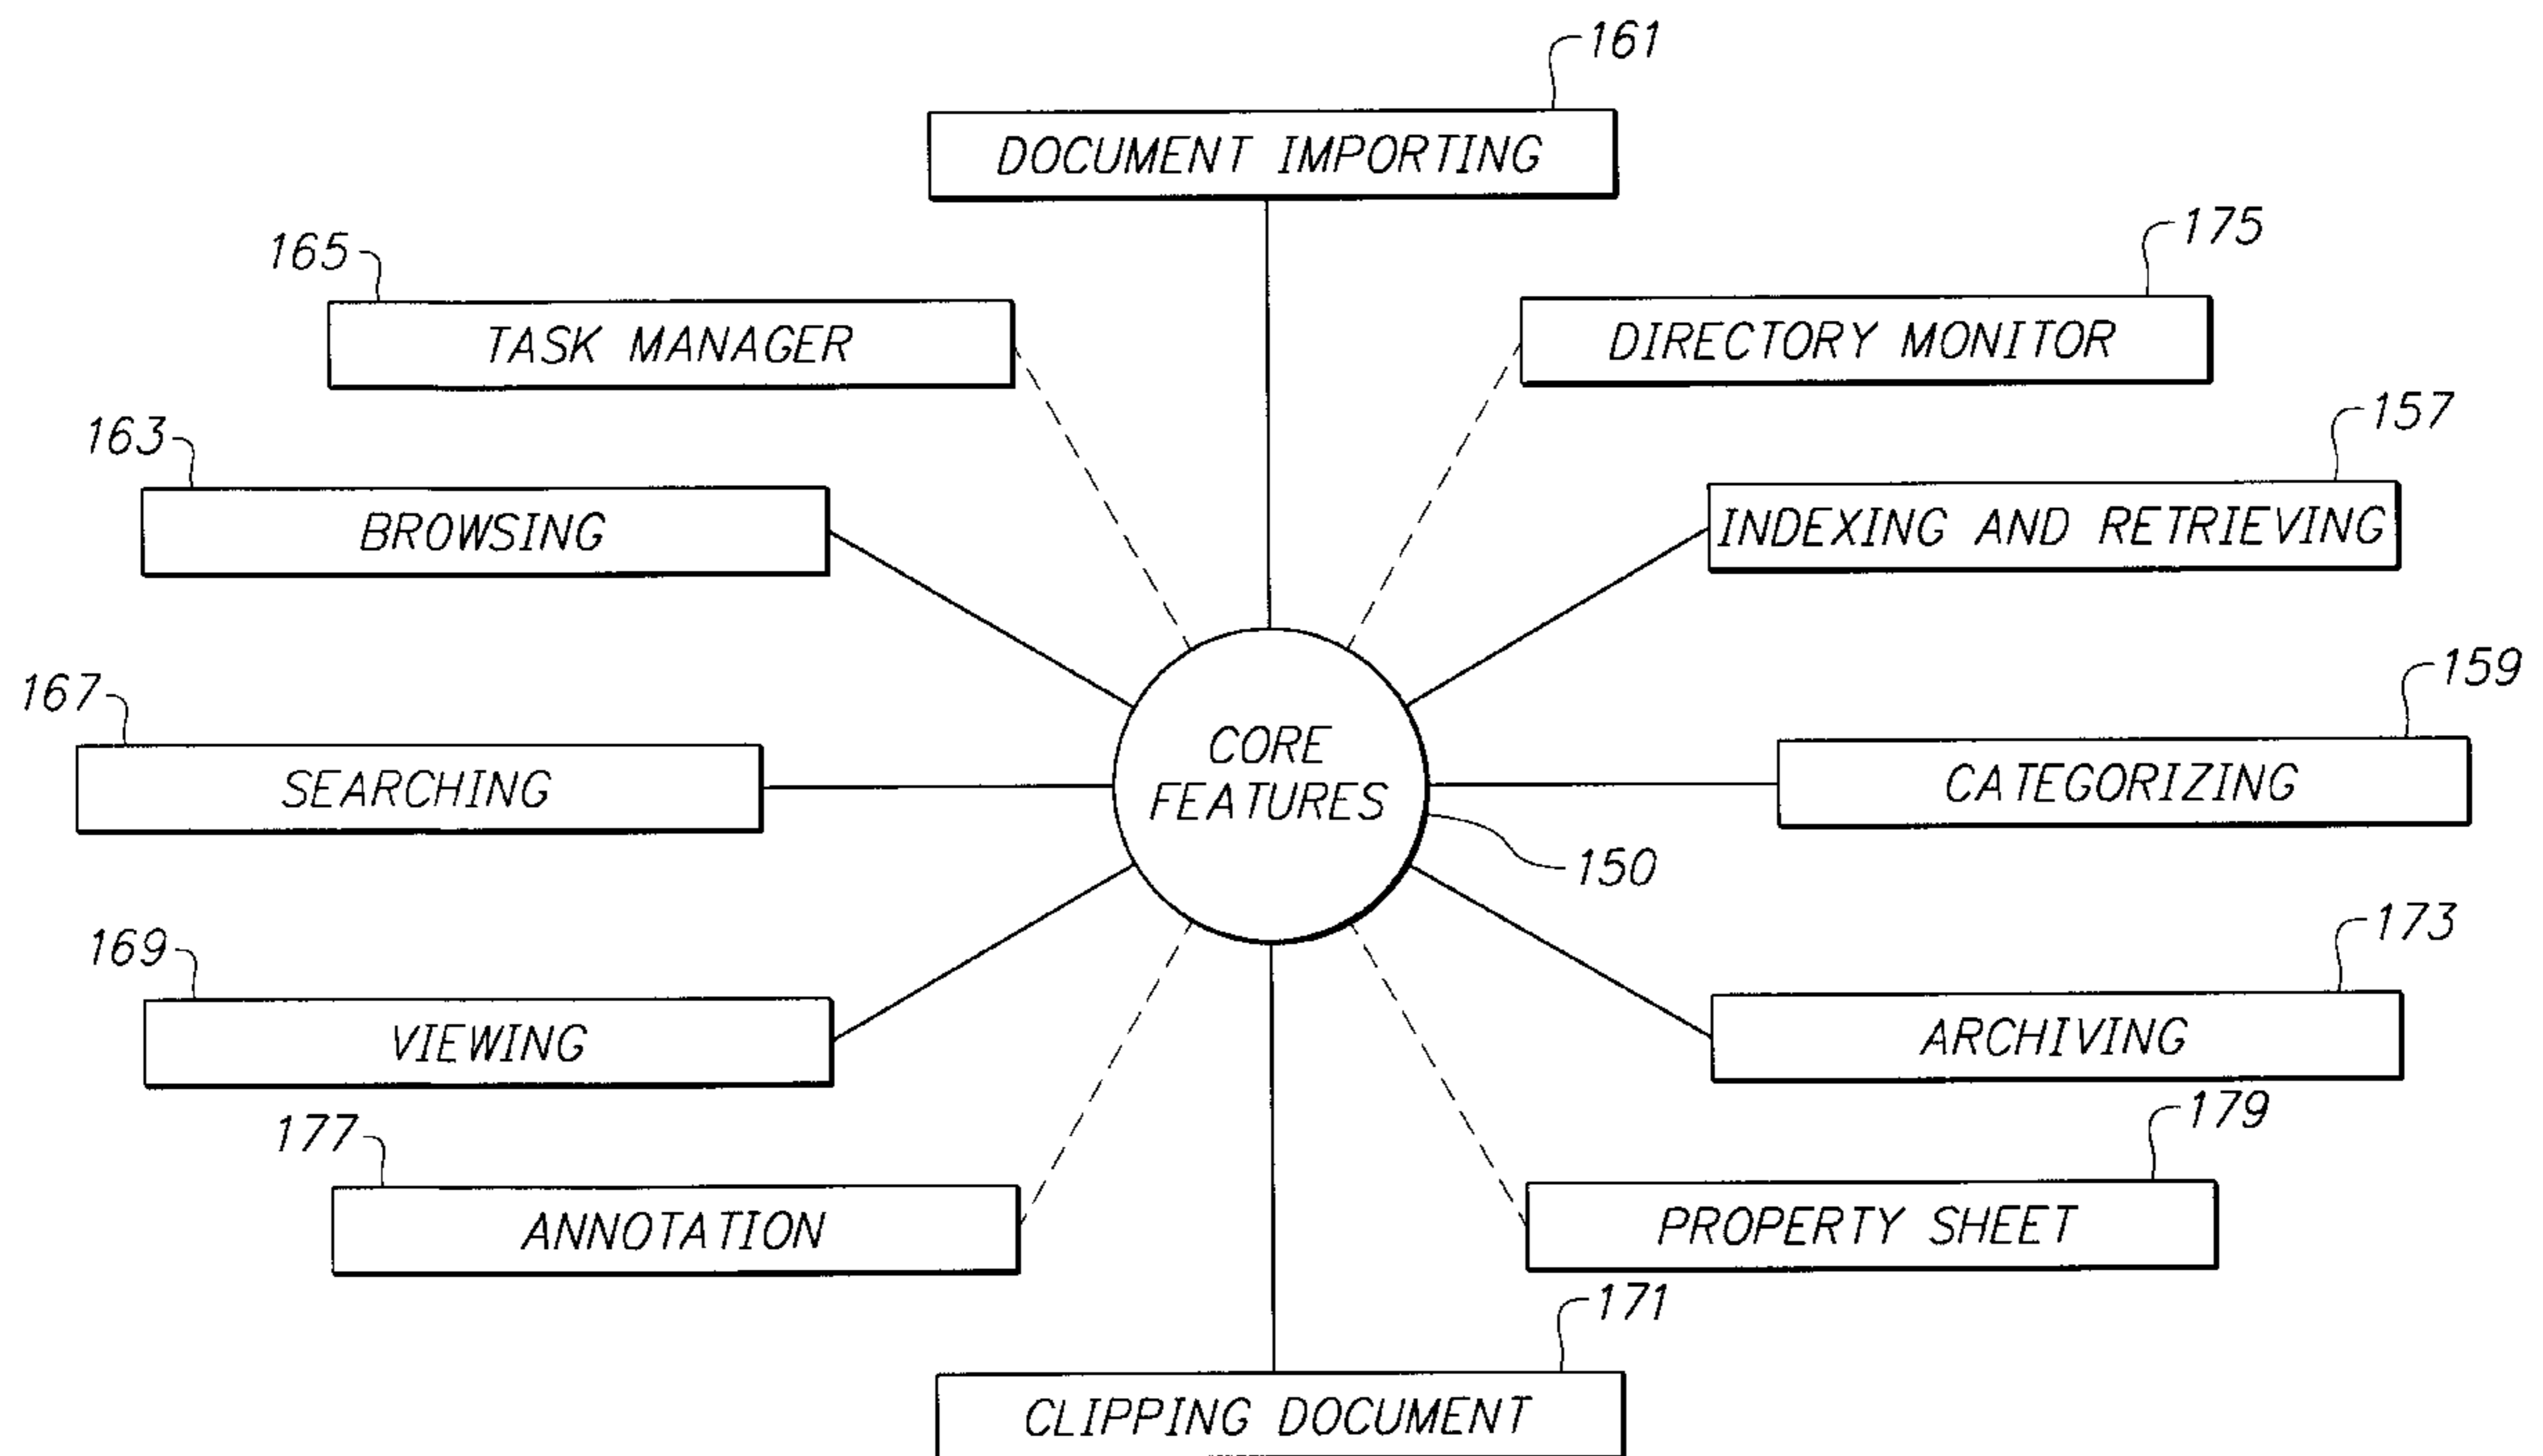 161
DOCUMENT IMPORTING
165
175
TASK MANAGER
DIRECTORY MONITOR
163
157
BROWSING
INDEXING AND RETRIEVING
167
159
SEARCHING
CORE
FEATURES
CATEGORIZING
150
169
173
VIEWING
ARCHIVING
177
179
ANNOTATION
PROPERTY SHEET
171
CLIPPING DOCUMENT